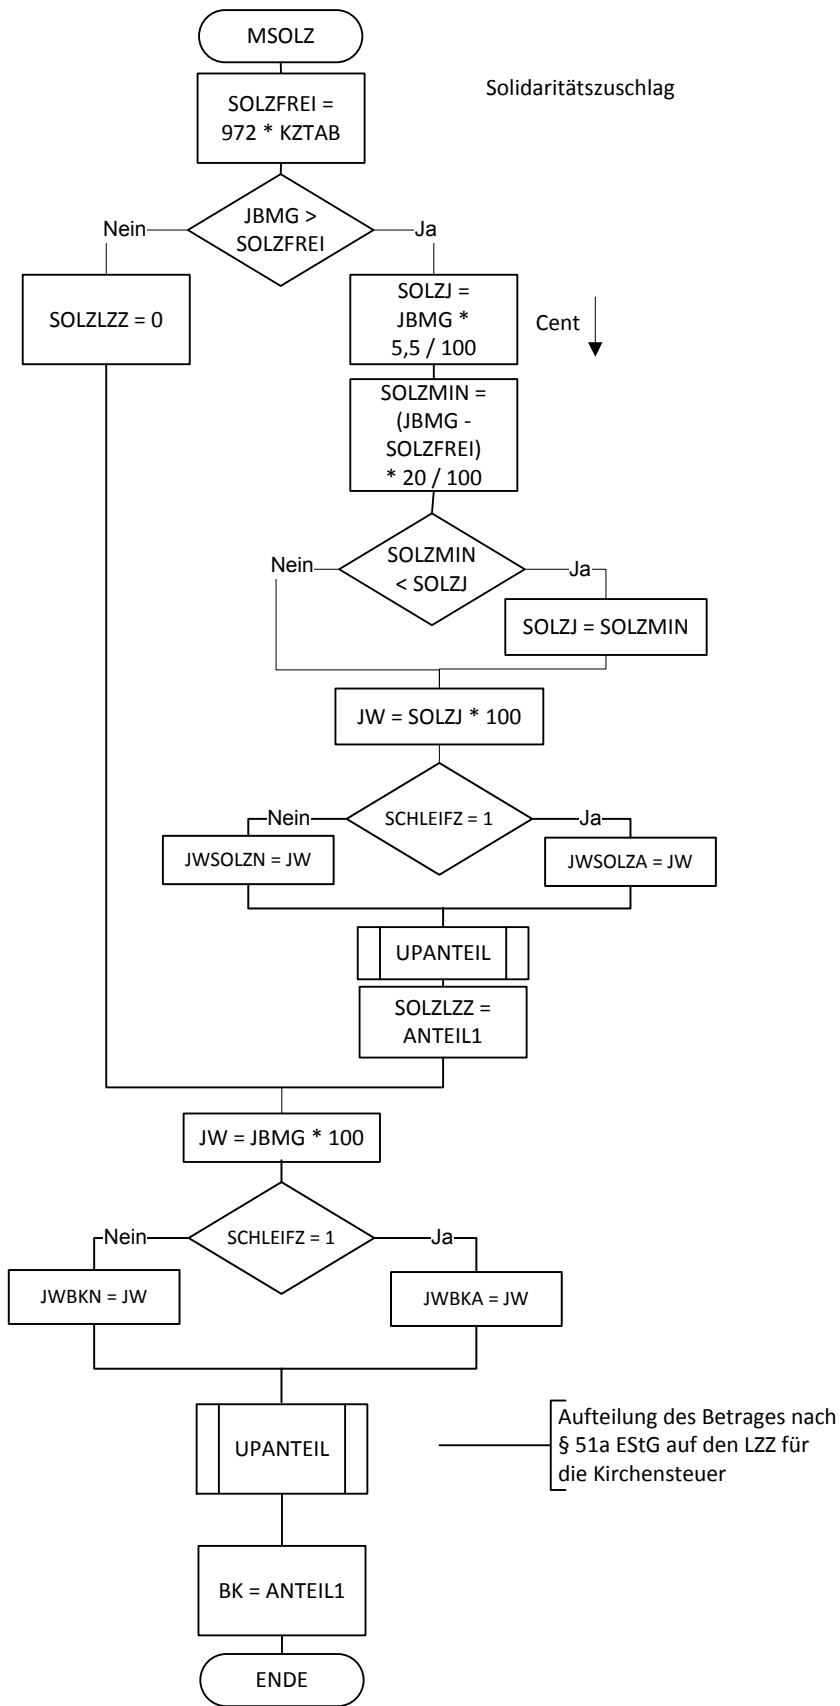 MSOLZ
SOLZFREI =
972 * KZTAB
Solidaritätszuschlag
JBMG >
SOLZFREI
Nein
Ja
SOLZLZZ = 0
SOLZJ =
JBMG *
5,5 / 100
Cent
SOLZMIN =
(JBMG -
SOLZFREI)
* 20 / 100
SOLZMIN
< SOLZJ
Nein
Ja
SOLZJ = SOLZMIN
JW = SOLZJ * 100
SCHLEIFZ = 1
Nein
Ja
JWSOLZN = JW
JWSOLZA = JW
UPANTEIL
SOLZLZZ =
ANTEIL1
JW = JBMG * 100
SCHLEIFZ = 1
Nein
Ja
JWBKN = JW
JWBKA = JW
UPANTEIL
Aufteilung des Betrages nach
§ 51a EStG auf den LZZ für
die Kirchensteuer
BK = ANTEIL1
ENDE